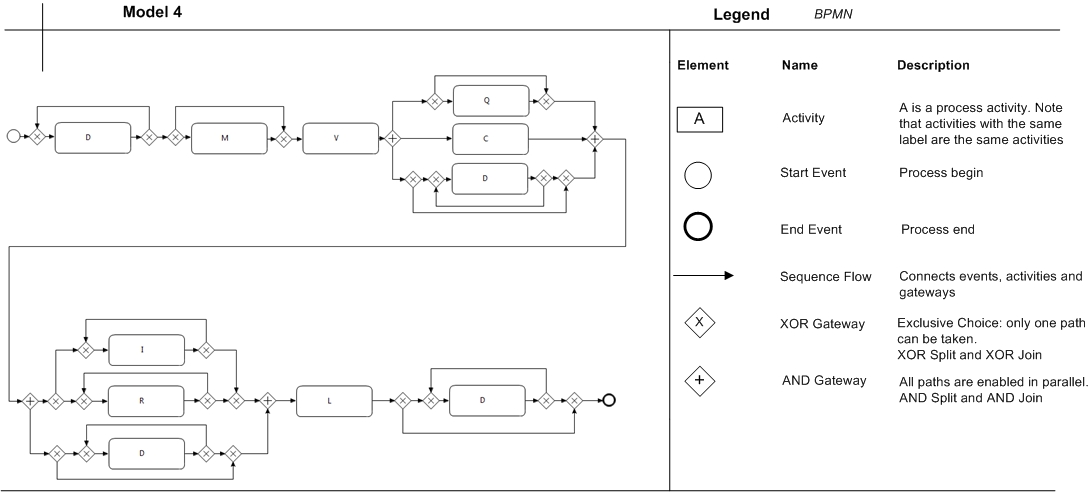 Model 4
Legend
BPMN
Element
Name
Description
A
Activity
A is a process activity. Note
that activities with the same
label are the same activities
Start Event
Process begin
End Event
Process end
Sequence Flow
Connects events, activities and
gateways
X
XOR Gateway
Exclusive Choice: only one path
can be taken.
XOR Split and XOR Join
+
AND Gateway
All paths are enabled in parallel.
AND Split and AND Join
D
M
V
Q
C
D
I
R
D
L
D